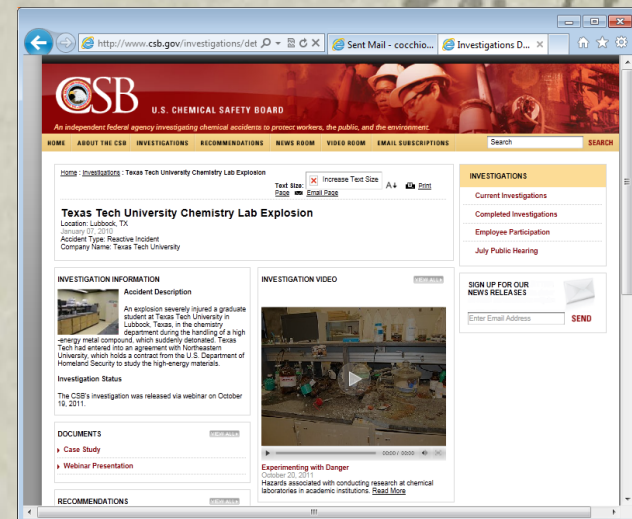 http://www.csb.gov/investigations/det
Sent Mail - cocchio...
Investigations D...
CSB
U.S. CHEMICAL SAFETY BOARD
An independent federal agency investigating chemical accidents to protect workers, the public, and the environment.
HOME ABOUT THE CSB INVESTIGATIONS RECOMMENDATIONS NEWS ROOM VIDEO ROOM EMAIL SUBSCRIPTIONS Search SEARCH
Home : Investigations : Texas Tech University Chemistry Lab Explosion
Text Size: Increase Text Size A+ Print
Page Email Page
Texas Tech University Chemistry Lab Explosion
Location: Lubbock, TX
January 07, 2010
Accident Type: Reactive Incident
Company Name: Texas Tech University
INVESTIGATION INFORMATION
Accident Description
An explosion severely injured a graduate
student at Texas Tech University in
Lubbock, Texas, in the chemistry
department during the handling of a high
-energy metal compound, which suddenly detonated. Texas
Tech had entered into an agreement with Northeastern
University, which holds a contract from the U.S. Department of
Homeland Security to study the high-energy materials.
Investigation Status
The CSB's investigation was released via webinar on October
19, 2011.
DOCUMENTS VIEW ALL
Case Study
Webinar Presentation
RECOMMENDATIONS VIEW ALL
INVESTIGATION VIDEO VIEW ALL
00:00 / 00:00
Experimenting with Danger
October 20, 2011
Hazards associated with conducting research at chemical
laboratories in academic institutions. Read More
INVESTIGATIONS
Current Investigations
Completed Investigations
Employee Participation
July Public Hearing
SIGN UP FOR OUR
NEWS RELEASES
Enter Email Address SEND